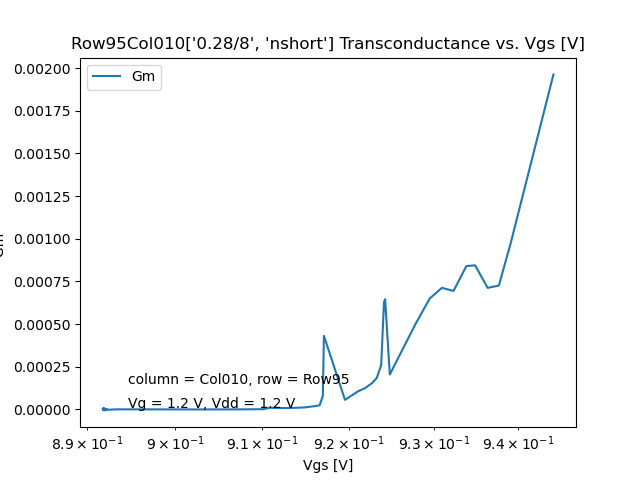 Row95Col010['0.28/8', 'nshort'] Transconductance vs. Vgs [V]
Gm
0.00200
0.00175
0.00150
0.00125
0.00100
0.00075
0.00050
0.00025
0.00000
column = Col010, row = Row95
Vg = 1.2 V, Vdd = 1.2 V
8.9 × 10⁻¹ 9 × 10⁻¹ 9.1 × 10⁻¹ 9.2 × 10⁻¹ 9.3 × 10⁻¹ 9.4 × 10⁻¹
Vgs [V]